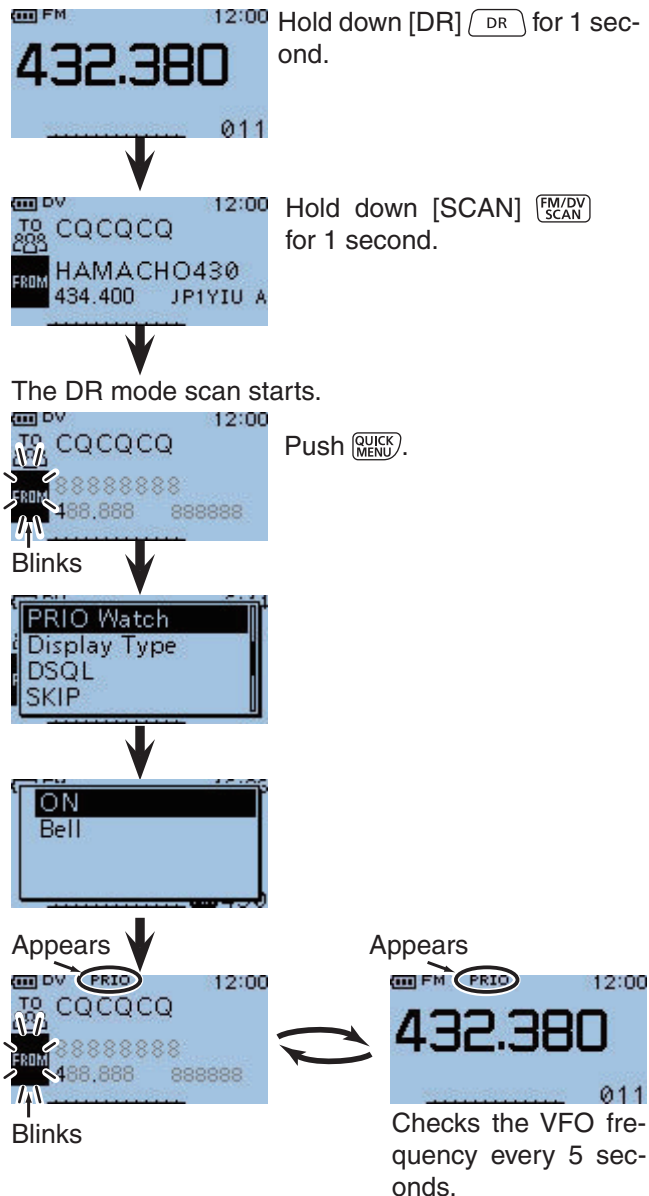 FM 12:00
432.380
011
Hold down [DR] DR for 1 sec-
ond.
DV 12:00
TO CQCQCQ
FROM HAMACHO430
434.400 JP1YIU A
Hold down [SCAN] FM/DV SCAN
for 1 second.
The DR mode scan starts.
DV 12:00
TO CQCQCQ
FROM 88888888
488.888 888888
Push QUICK MENU.
Blinks
PRIO Watch
Display Type
DSQL
SKIP
ON
Bell
Appears
DV PRIO 12:00
TO CQCQCQ
FROM 88888888
488.888 888888
Blinks
Appears
FM PRIO 12:00
432.380
011
Checks the VFO fre-
quency every 5 sec-
onds.